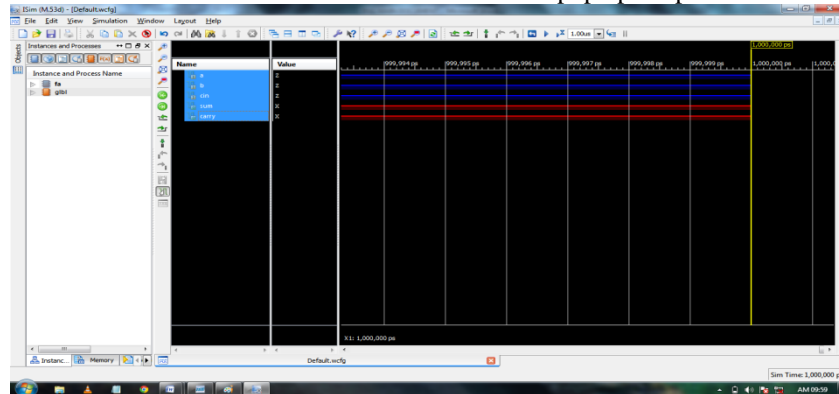 ISim (M.53d) - [Default.wcfg]
File Edit View Simulation Window Layout Help
1.00us
Instances and Processes
Objects
Instance and Process Name
fa
glbl
Name
Value
a
z
b
z
cin
z
sum
X
carry
X
1,000,000 ps
999,994 ps 999,995 ps 999,996 ps 999,997 ps 999,998 ps 999,999 ps 1,000,000 ps
X1: 1,000,000 ps
Instanc... Memory
Default.wcfg
Sim Time: 1,000,000 p
AM 09:59